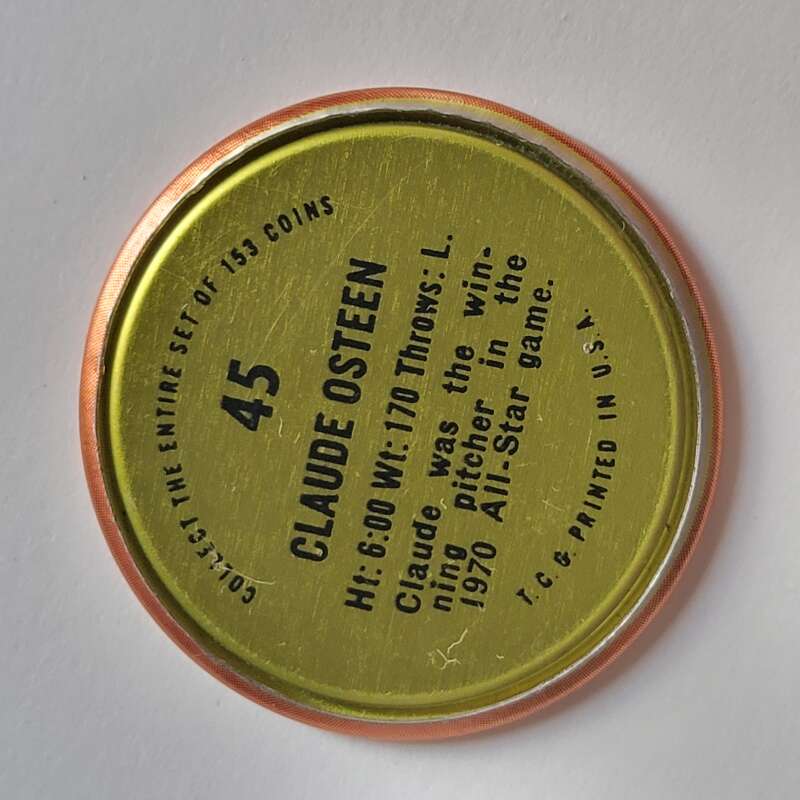 COLLECT THE ENTIRE SET OF 153 COINS
45
CLAUDE OSTEEN
Ht: 6:00 Wt: 170 Throws: L.
Claude was the win-
ning pitcher in the
1970 All-Star game.
T. C. G. PRINTED IN U.S.A.